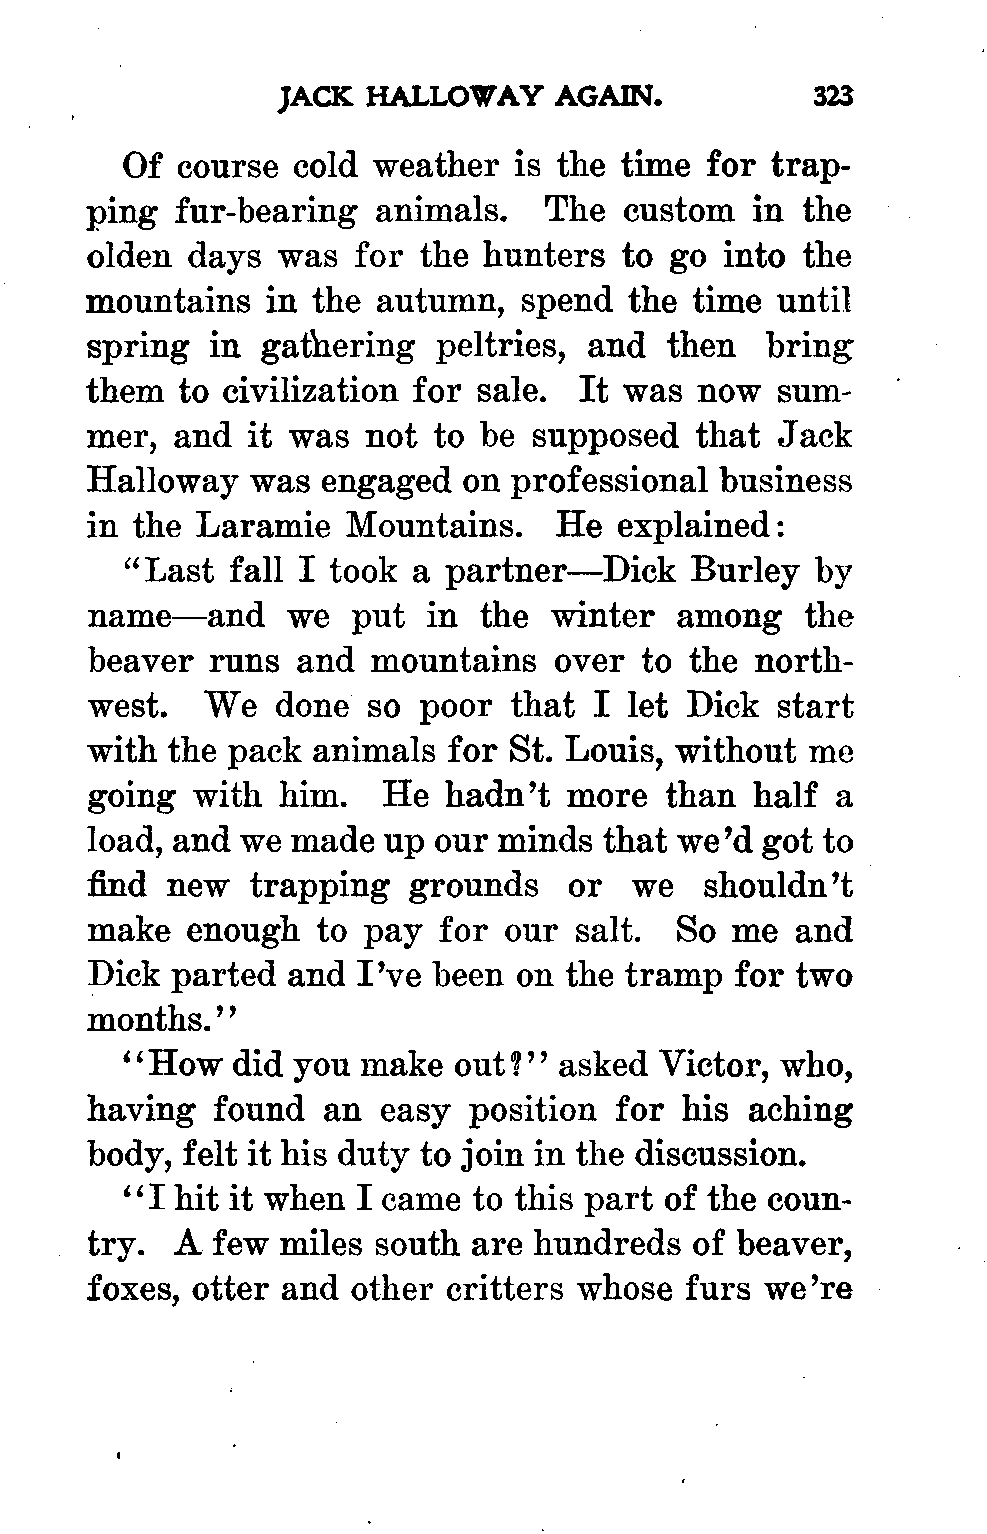 JACK HALLOWAY AGAIN. 323
Of course cold weather is the time for trap-
ping fur-bearing animals. The custom in the
olden days was for the hunters to go into the
mountains in the autumn, spend the time until
spring in gathering peltries, and then bring
them to civilization for sale. It was now sum-
mer, and it was not to be supposed that Jack
Halloway was engaged on professional business
in the Laramie Mountains. He explained:
“Last fall I took a partner—Dick Burley by
name—and we put in the winter among the
beaver runs and mountains over to the north-
west. We done so poor that I let Dick start
with the pack animals for St. Louis, without me
going with him. He hadn’t more than half a
load, and we made up our minds that we’d got to
find new trapping grounds or we shouldn’t
make enough to pay for our salt. So me and
Dick parted and I’ve been on the tramp for two
months.”
“How did you make out?” asked Victor, who,
having found an easy position for his aching
body, felt it his duty to join in the discussion.
“I hit it when I came to this part of the coun-
try. A few miles south are hundreds of beaver,
foxes, otter and other critters whose furs we’re